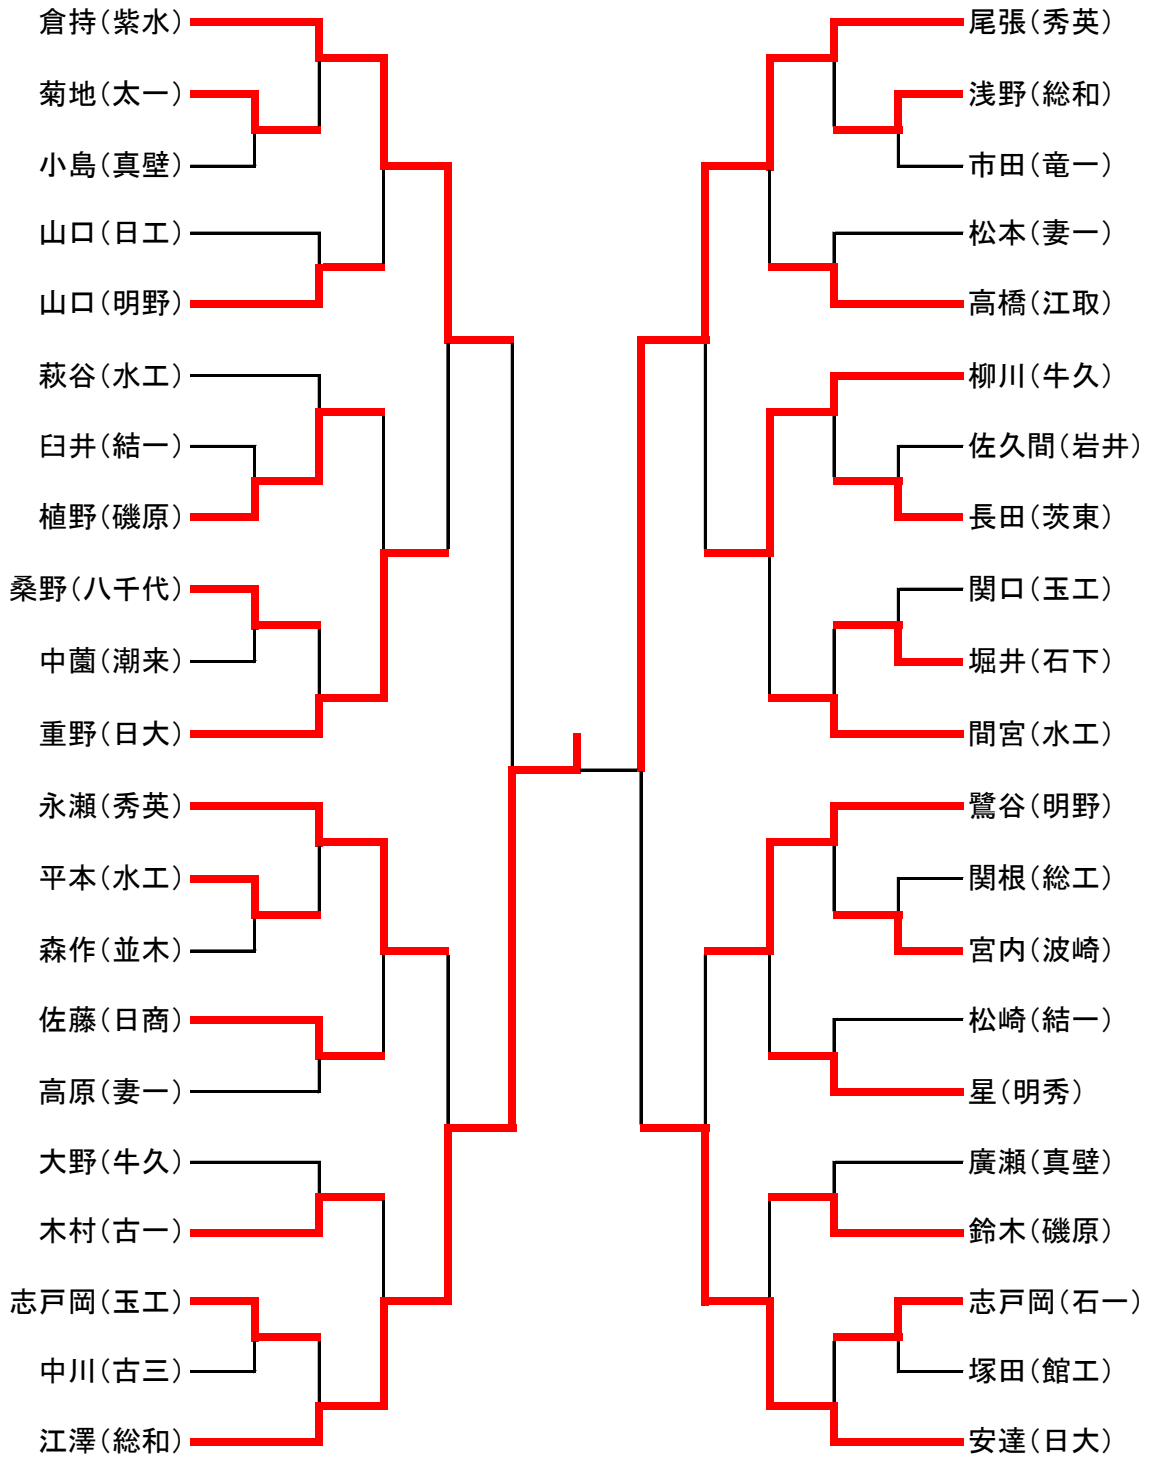 倉持（紫水）
菊地（太一）
小島（真壁）
山口（日工）
山口（明野）
萩谷（水工）
臼井（結一）
植野（磯原）
桑野（八千代）
中薗（潮来）
重野（日大）
永瀬（秀英）
平本（水工）
森作（並木）
佐藤（日商）
高原（妻一）
大野（牛久）
木村（古一）
志戸岡（玉工）
中川（古三）
江澤（総和）
尾張（秀英）
浅野（総和）
市田（竜一）
松本（妻一）
高橋（江取）
柳川（牛久）
佐久間（岩井）
長田（茨東）
関口（玉工）
堀井（石下）
間宮（水工）
鷺谷（明野）
関根（総工）
宮内（波崎）
松崎（結一）
星（明秀）
廣瀬（真壁）
鈴木（磯原）
志戸岡（石一）
塚田（館工）
安達（日大）